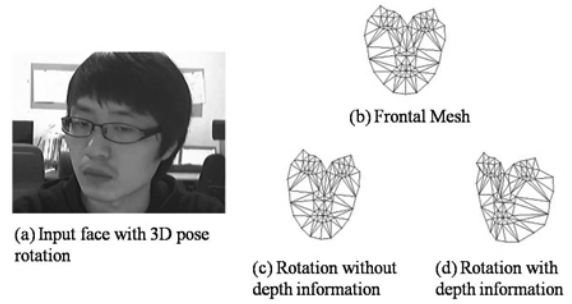 (b) Frontal Mesh
(a) Input face with 3D pose
rotation
(c) Rotation without
depth information
(d) Rotation with
depth information